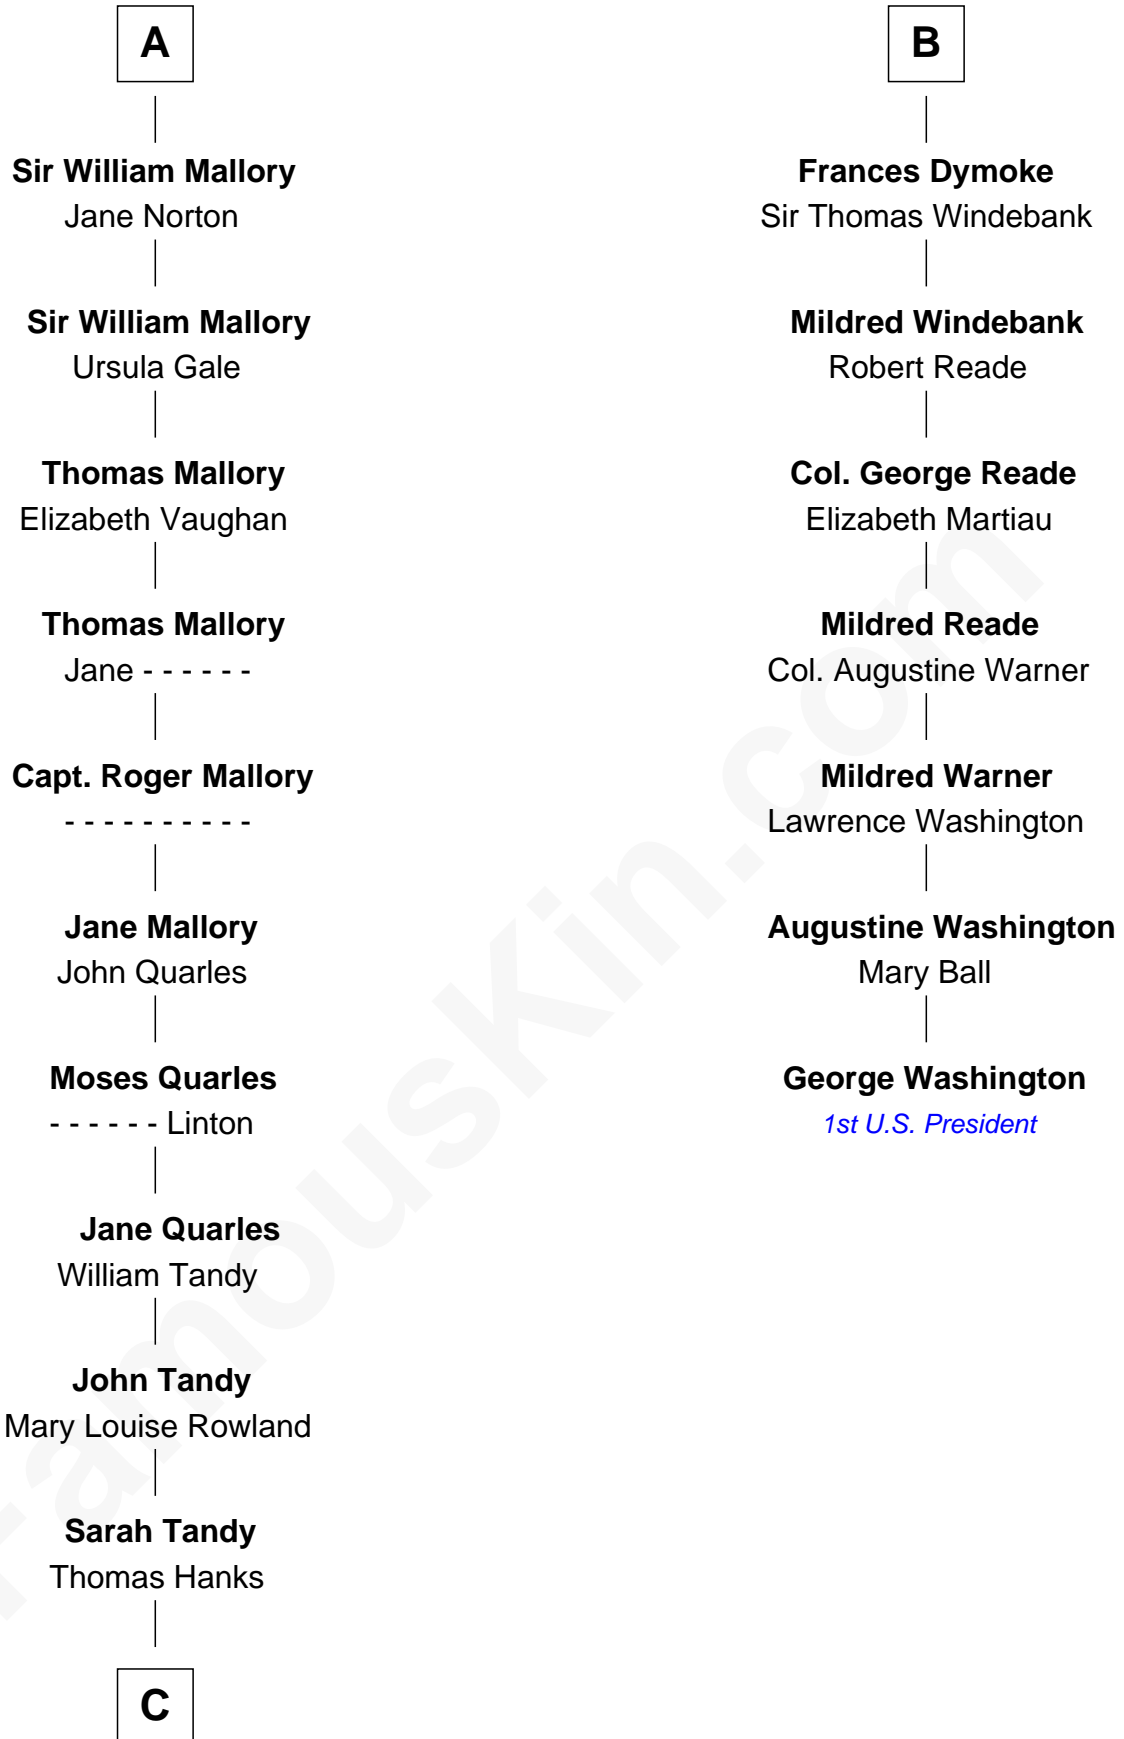 A
Sir William Mallory
Jane Norton
Sir William Mallory
Ursula Gale
Thomas Mallory
Elizabeth Vaughan
Thomas Mallory
Jane - - - - - -
Capt. Roger Mallory
- - - - - - - - - -
Jane Mallory
John Quarles
Moses Quarles
- - - - - - Linton
Jane Quarles
William Tandy
John Tandy
Mary Louise Rowland
Sarah Tandy
Thomas Hanks
C
B
Frances Dymoke
Sir Thomas Windebank
Mildred Windebank
Robert Reade
Col. George Reade
Elizabeth Martiau
Mildred Reade
Col. Augustine Warner
Mildred Warner
Lawrence Washington
Augustine Washington
Mary Ball
George Washington
1st U.S. President
FamousKin.com